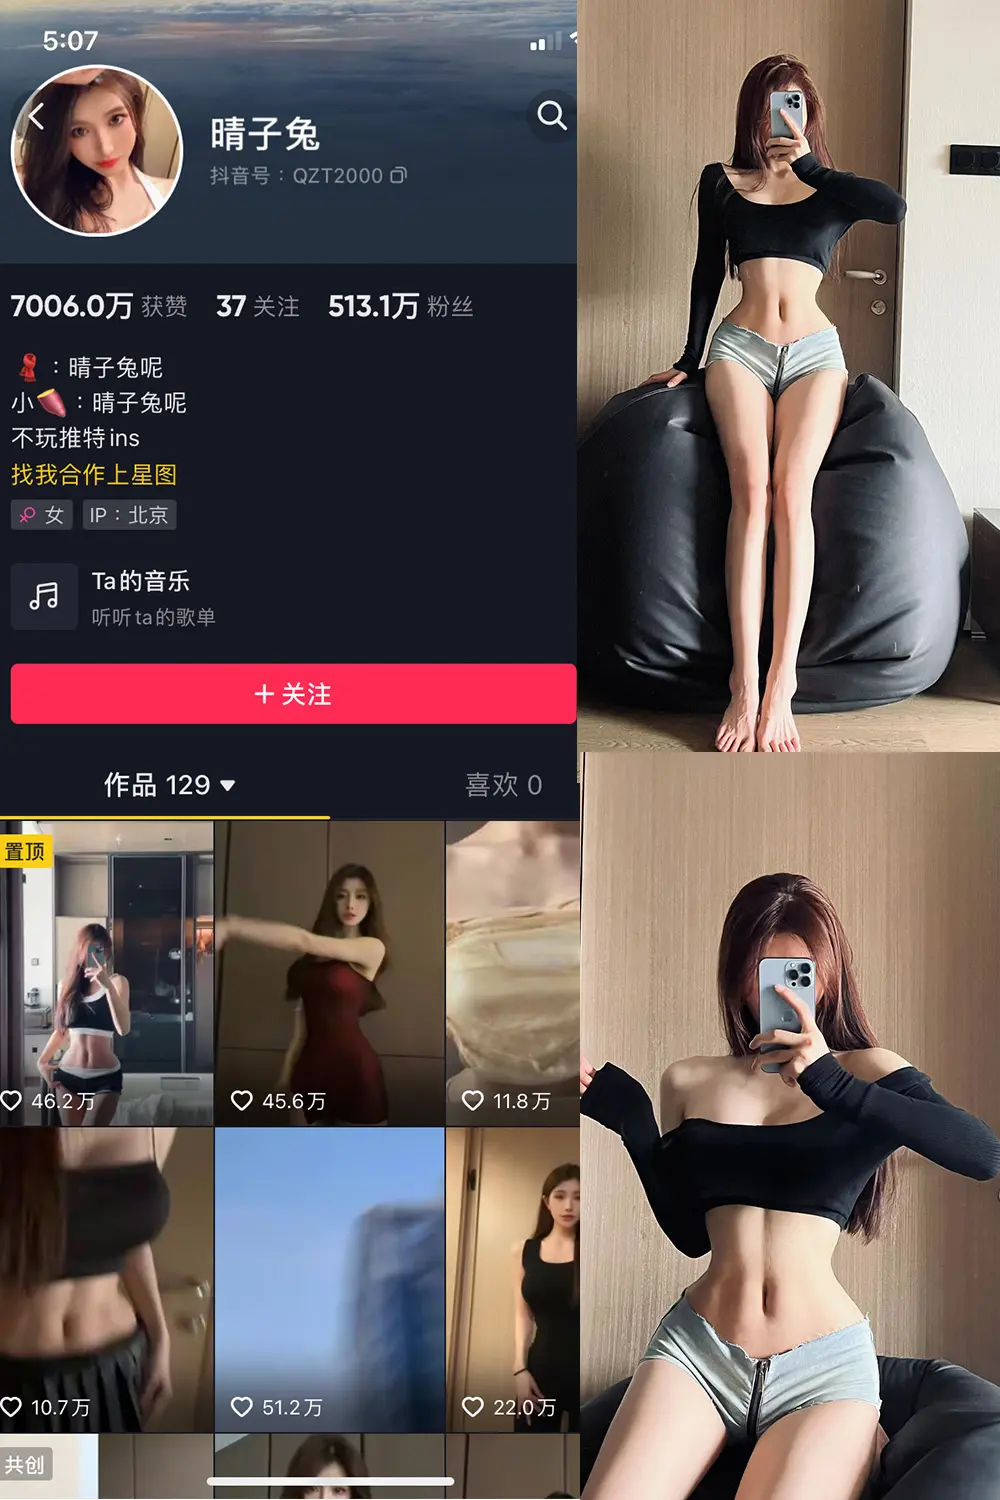 5:07
晴子兔
抖音号：QZT2000
7006.0万 获赞 37 关注 513.1万 粉丝
：晴子兔呢
小：晴子兔呢
不玩推特ins
找我合作上星图
女 IP：北京
Ta的音乐
听听ta的歌单
+ 关注
作品 129 喜欢 0
置顶
46.2万 45.6万 11.8万
10.7万 51.2万 22.0万
共创